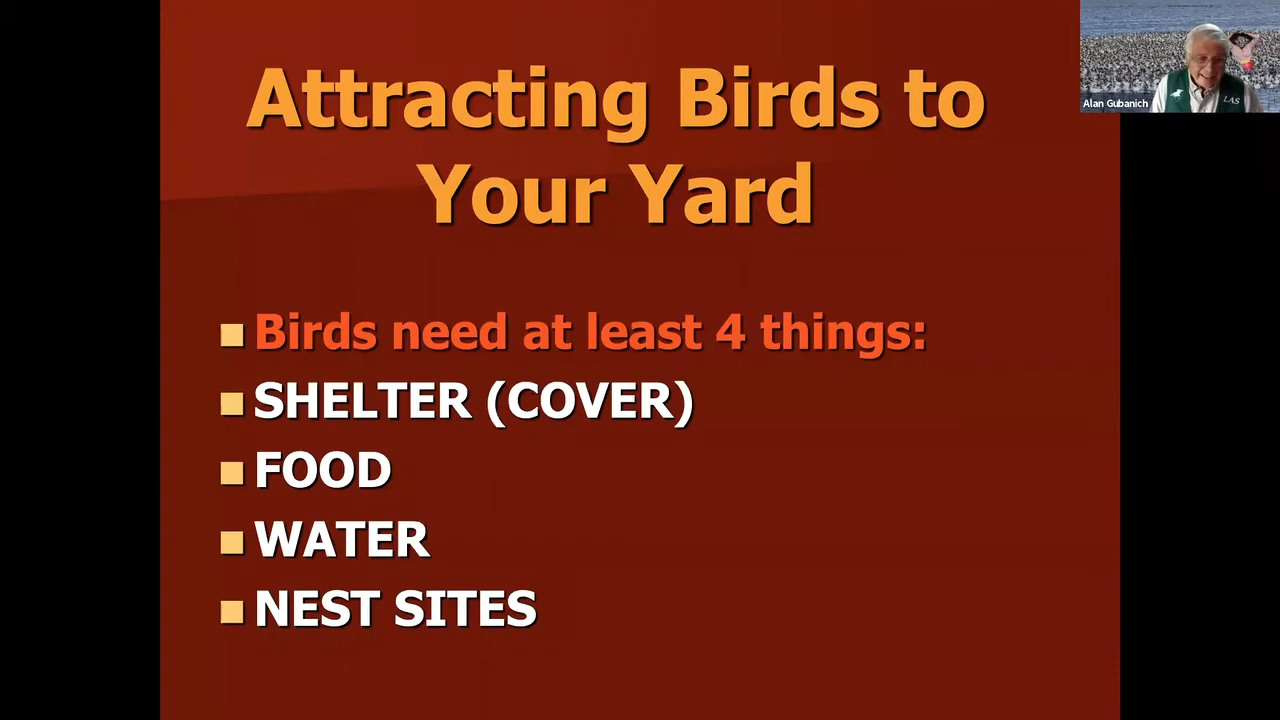 Attracting Birds to
Your Yard
Birds need at least 4 things:
SHELTER (COVER)
FOOD
WATER
NEST SITES
Alan Gubanich
LAS